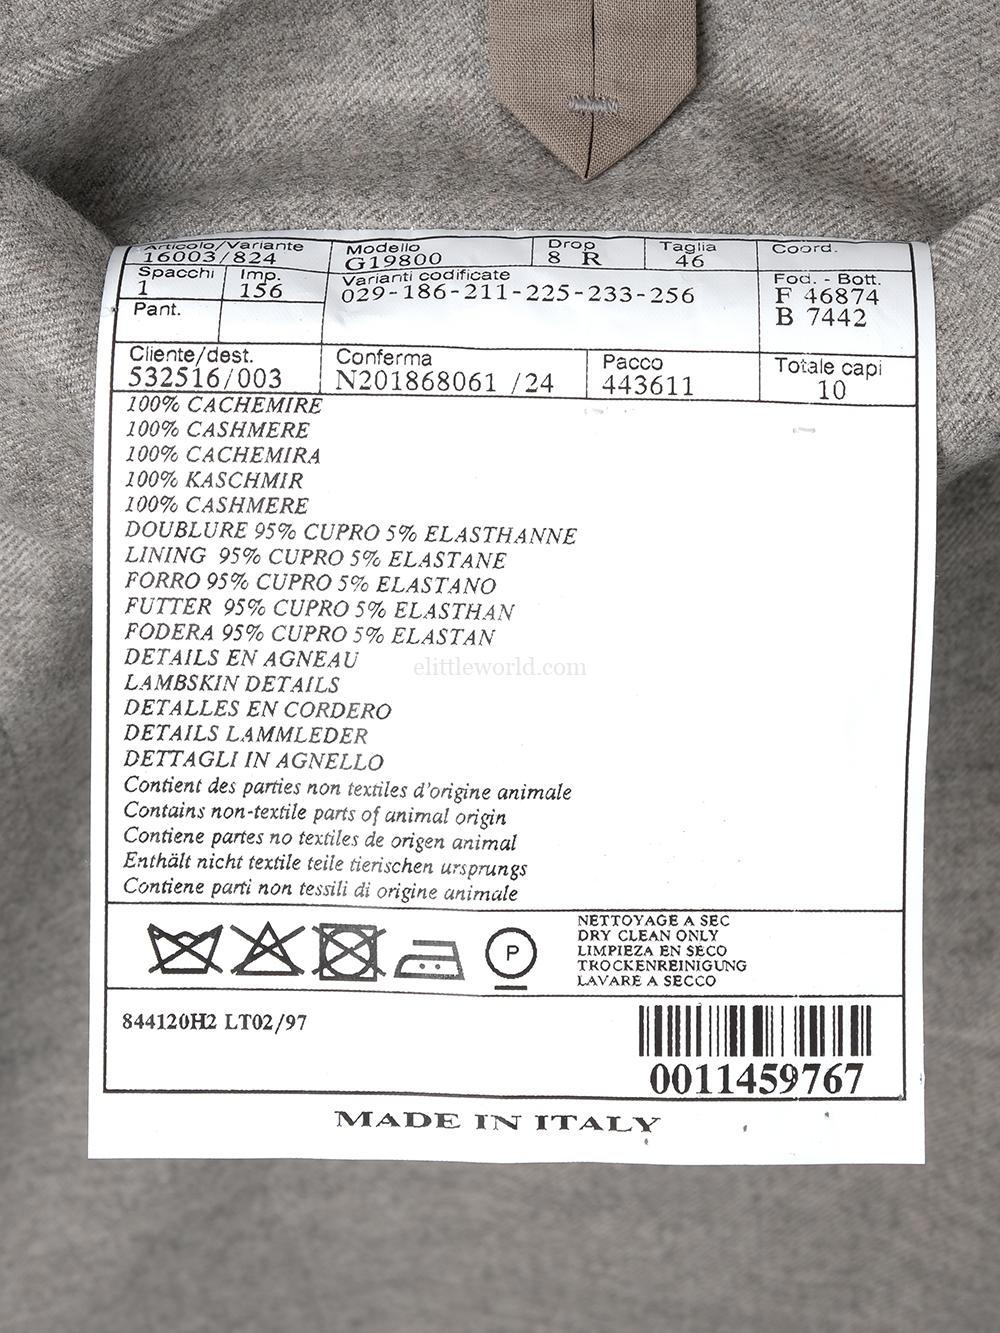 Articolo/Variante Modello Drop Taglia Coord.
16003/824 G19800 8 R 46
Spacchi Imp. Varianti codificate Fod. - Bott.
1 156 029-186-211-225-233-256 F 46874
Pant. B 7442
Cliente/dest. Conferma Pacco Totale capi
532516/003 N201868061 /24 443611 10
100% CACHEMIRE
100% CASHMERE
100% CACHEMIRA
100% KASCHMIR
100% CASHMERE
DOUBLURE 95% CUPRO 5% ELASTHANNE
LINING 95% CUPRO 5% ELASTANE
FORRO 95% CUPRO 5% ELASTANO
FUTTER 95% CUPRO 5% ELASTHAN
FODERA 95% CUPRO 5% ELASTAN
DETAILS EN AGNEAU
LAMBSKIN DETAILS
DETALLES EN CORDERO
DETAILS LAMMLEDER
DETTAGLI IN AGNELLO
Contient des parties non textiles d'origine animale
Contains non-textile parts of animal origin
Contiene partes no textiles de origen animal
Enthält nicht textile teile tierischen ursprungs
Contiene parti non tessili di origine animale
elittleworld.com
P
NETTOYAGE A SEC
DRY CLEAN ONLY
LIMPIEZA EN SECO
TROCKENREINIGUNG
LAVARE A SECCO
844120H2 LT02/97
0011459767
MADE IN ITALY